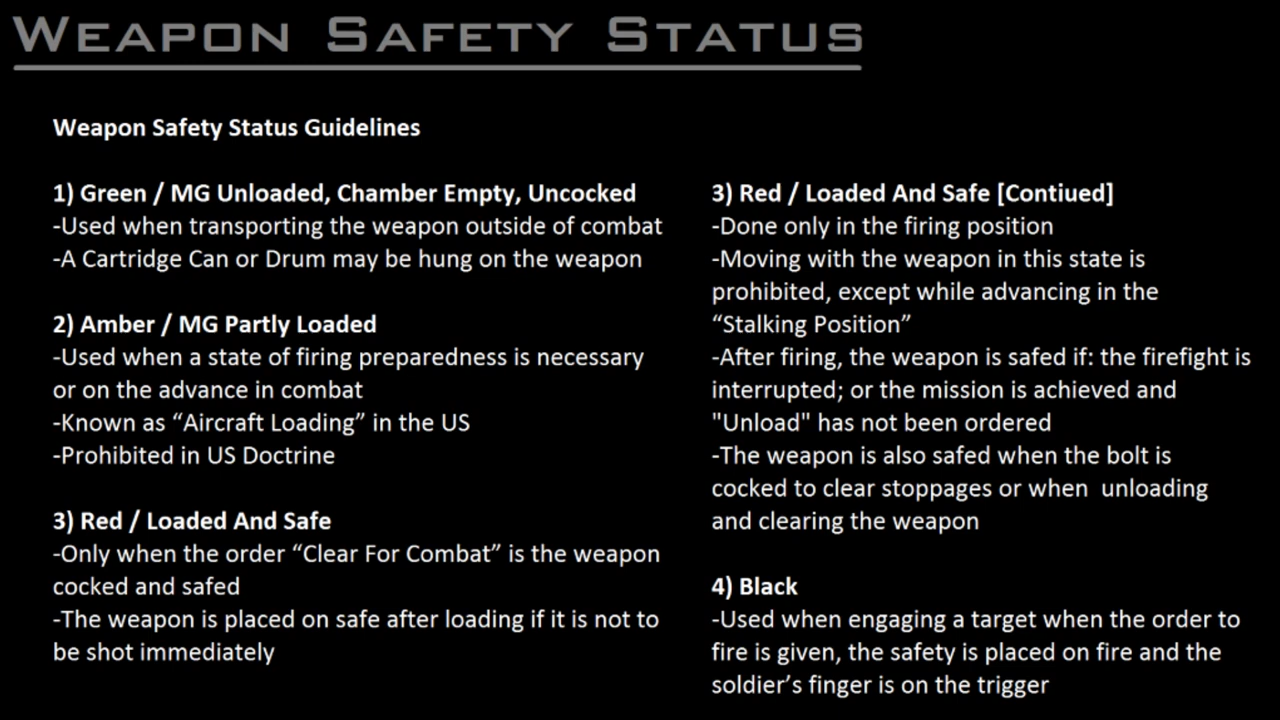 Weapon Safety Status
Weapon Safety Status Guidelines
1) Green / MG Unloaded, Chamber Empty, Uncocked
-Used when transporting the weapon outside of combat
-A Cartridge Can or Drum may be hung on the weapon
2) Amber / MG Partly Loaded
-Used when a state of firing preparedness is necessary
or on the advance in combat
-Known as “Aircraft Loading” in the US
-Prohibited in US Doctrine
3) Red / Loaded And Safe
-Only when the order “Clear For Combat” is the weapon
cocked and safed
-The weapon is placed on safe after loading if it is not to
be shot immediately
3) Red / Loaded And Safe [Contiued]
-Done only in the firing position
-Moving with the weapon in this state is
prohibited, except while advancing in the
“Stalking Position”
-After firing, the weapon is safed if: the firefight is
interrupted; or the mission is achieved and
"Unload" has not been ordered
-The weapon is also safed when the bolt is
cocked to clear stoppages or when  unloading
and clearing the weapon
4) Black
-Used when engaging a target when the order to
fire is given, the safety is placed on fire and the
soldier’s finger is on the trigger